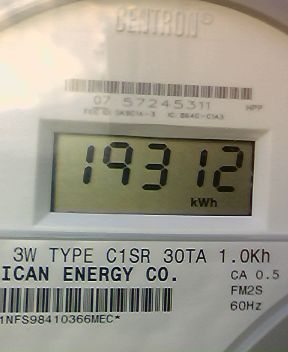 CENTRON®
07 57245311 HPP
19312
kWh
3W TYPE C1SR 30TA 1.0Kh
ICAN ENERGY CO. CA 0.5
FM2S
60Hz
1NFS98410366MEC*